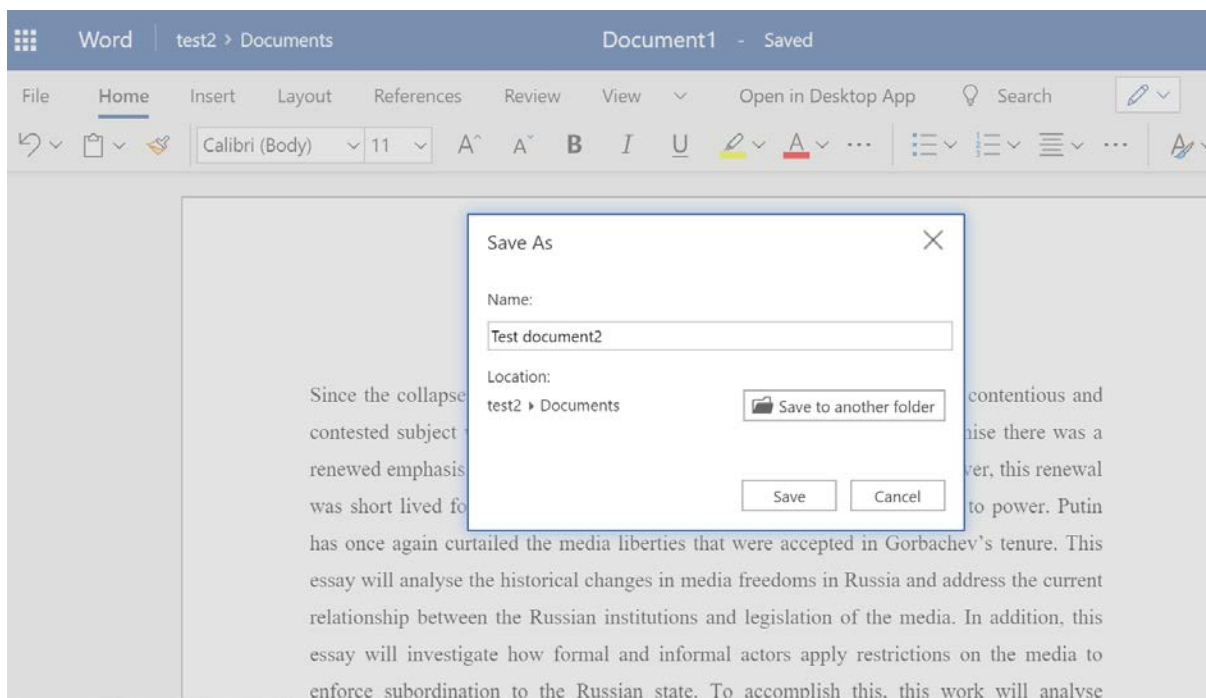 Word test2 > Documents Document1 - Saved
File Home Insert Layout References Review View Open in Desktop App Search
Calibri (Body) 11 A A B I U A
Save As
Name:
Test document2
Location:
test2 ▸ Documents Save to another folder
Save Cancel
Since the collapse contentious and
contested subject there was a
renewed emphasis this renewal
was short lived to power. Putin
has once again curtailed the media liberties that were accepted in Gorbachev’s tenure. This
essay will analyse the historical changes in media freedoms in Russia and address the current
relationship between the Russian institutions and legislation of the media. In addition, this
essay will investigate how formal and informal actors apply restrictions on the media to
enforce subordination to the Russian state. To accomplish this, this work will analyse